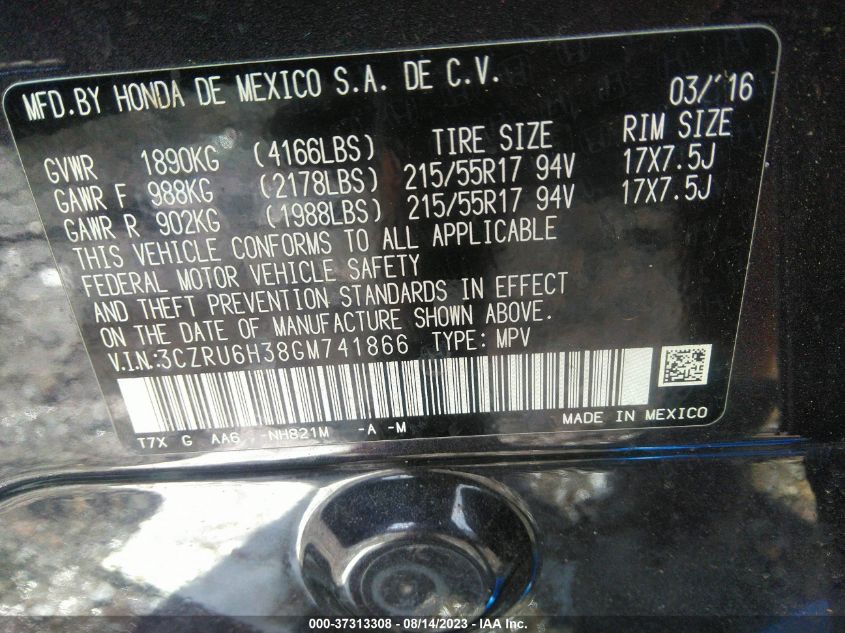 MFD.BY HONDA DE MEXICO S.A. DE C.V. 03/16
GVWR 1890KG (4166LBS) TIRE SIZE RIM SIZE
GAWR F 988KG (2178LBS) 215/55R17 94V 17X7.5J
GAWR R 902KG (1988LBS) 215/55R17 94V 17X7.5J
THIS VEHICLE CONFORMS TO ALL APPLICABLE
FEDERAL MOTOR VEHICLE SAFETY
AND THEFT PREVENTION STANDARDS IN EFFECT
ON THE DATE OF MANUFACTURE SHOWN ABOVE.
V.I.N:3CZRU6H38GM741866 TYPE: MPV
T7X G AA6 -NH821M -A -M MADE IN MEXICO
000-37313308 - 08/14/2023 - IAA Inc.